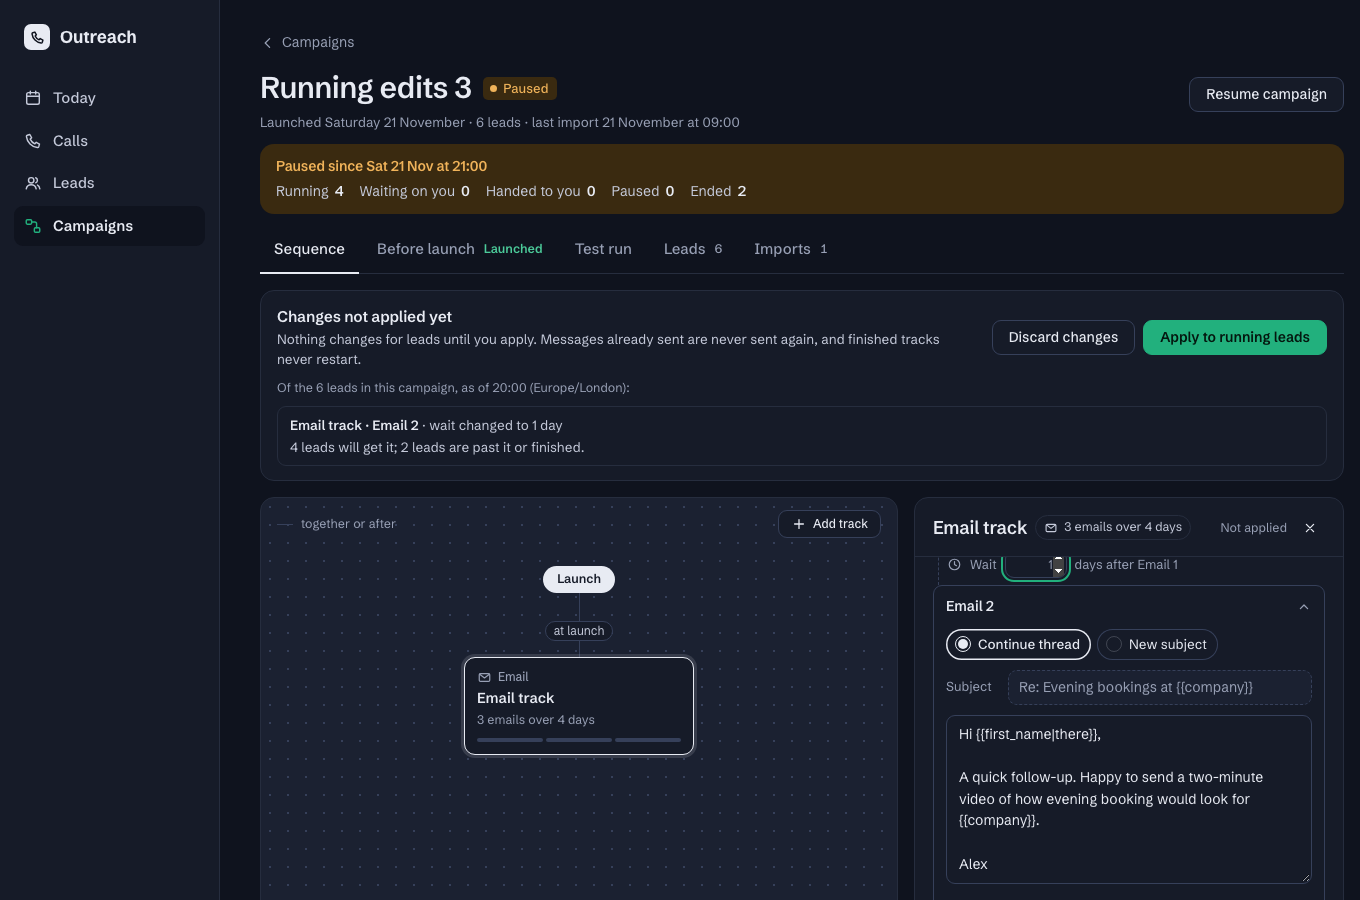 Outreach
Today
Calls
Leads
Campaigns
Campaigns
Running edits 3
Paused
Resume campaign
Launched Saturday 21 November · 6 leads · last import 21 November at 09:00
Paused since Sat 21 Nov at 21:00
Running 4 Waiting on you 0 Handed to you 0 Paused 0 Ended 2
Sequence
Before launch Launched
Test run
Leads 6
Imports 1
Changes not applied yet
Nothing changes for leads until you apply. Messages already sent are never sent again, and finished tracks
never restart.
Discard changes
Apply to running leads
Of the 6 leads in this campaign, as of 20:00 (Europe/London):
Email track · Email 2 · wait changed to 1 day
4 leads will get it; 2 leads are past it or finished.
together or after
Add track
Launch
at launch
Email
Email track
3 emails over 4 days
Email track
3 emails over 4 days
Not applied
Wait 1 days after Email 1
Email 2
Continue thread
New subject
Subject
Re: Evening bookings at {{company}}
Hi {{first_name|there}},
A quick follow-up. Happy to send a two-minute
video of how evening booking would look for
{{company}}.
Alex